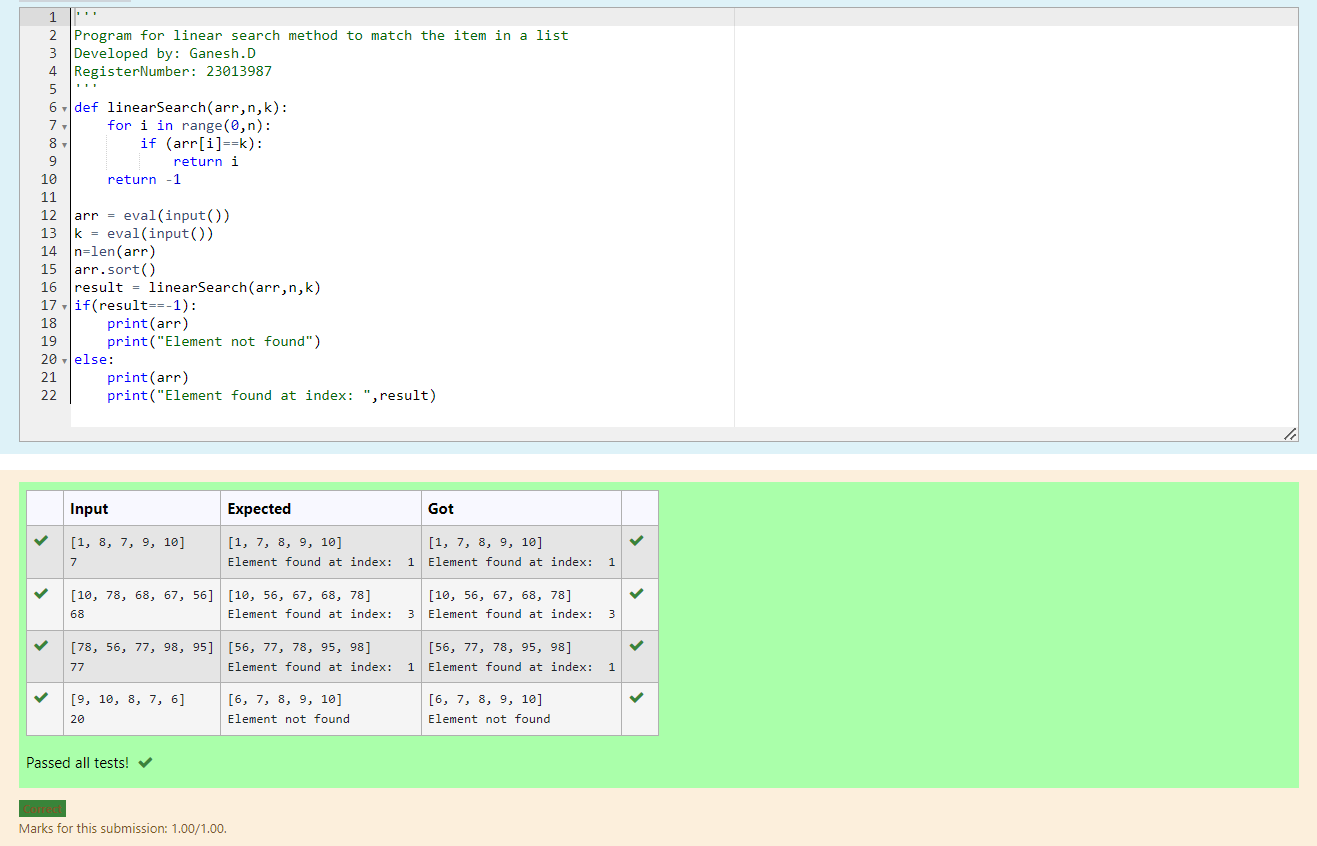 1 '''
2 Program for linear search method to match the item in a list
3 Developed by: Ganesh.D
4 RegisterNumber: 23013987
5 '''
6 def linearSearch(arr,n,k):
7     for i in range(0,n):
8         if (arr[i]==k):
9             return i
10     return -1
11
12 arr = eval(input())
13 k = eval(input())
14 n=len(arr)
15 arr.sort()
16 result = linearSearch(arr,n,k)
17 if(result==-1):
18     print(arr)
19     print("Element not found")
20 else:
21     print(arr)
22     print("Element found at index: ",result)
Input Expected Got
[1, 8, 7, 9, 10] [1, 7, 8, 9, 10] [1, 7, 8, 9, 10]
7 Element found at index:  1 Element found at index:  1
[10, 78, 68, 67, 56] [10, 56, 67, 68, 78] [10, 56, 67, 68, 78]
68 Element found at index:  3 Element found at index:  3
[78, 56, 77, 98, 95] [56, 77, 78, 95, 98] [56, 77, 78, 95, 98]
77 Element found at index:  1 Element found at index:  1
[9, 10, 8, 7, 6] [6, 7, 8, 9, 10] [6, 7, 8, 9, 10]
20 Element not found Element not found
Passed all tests!
Correct
Marks for this submission: 1.00/1.00.